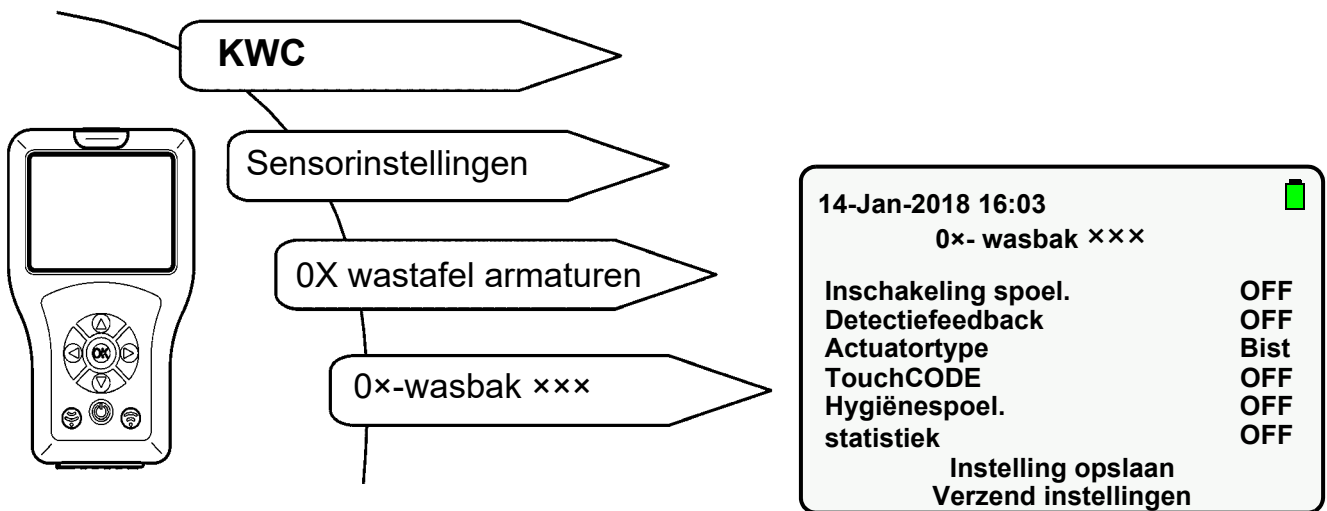 KWC
Sensorinstellingen
0X wastafel armaturen
0×-wasbak ×××
OK
14-Jan-2018 16:03
0×- wasbak ×××
Inschakeling spoel. OFF
Detectiefeedback OFF
Actuatortype Bist
TouchCODE OFF
Hygiënespoel. OFF
statistiek OFF
Instelling opslaan
Verzend instellingen